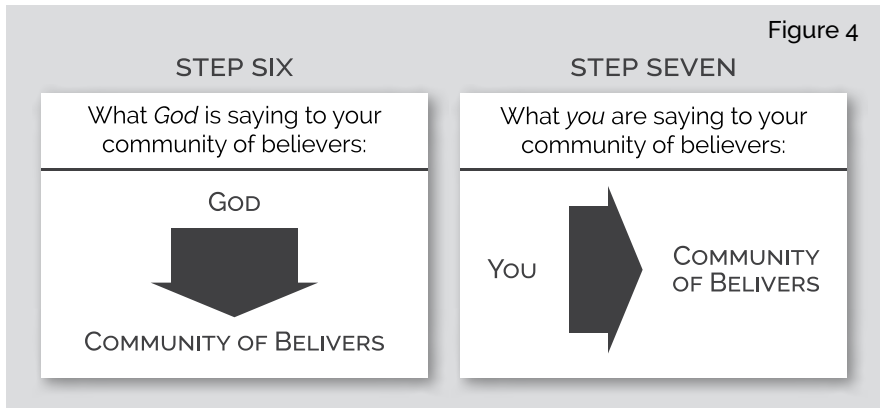 Figure 4
STEP SIX
What God is saying to your
community of believers:
GOD
COMMUNITY OF BELIVERS
STEP SEVEN
What you are saying to your
community of believers:
YOU
COMMUNITY
OF BELIVERS